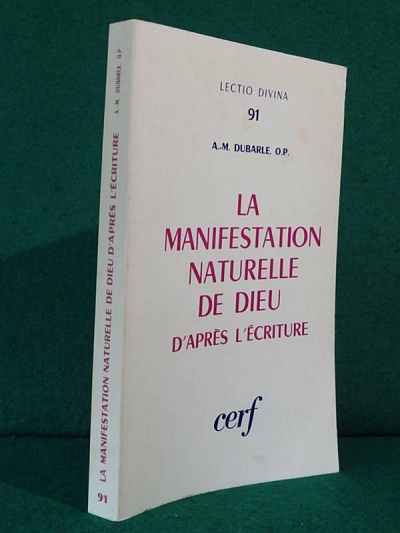 LECTIO DIVINA
91
A.-M. DUBARLE, O.P.
LA
MANIFESTATION
NATURELLE
DE DIEU
D'APRÈS L'ÉCRITURE
cerf
A.-M. DUBARLE, O.P
LA MANIFESTATION NATURELLE DE DIEU D'APRÈS L'ÉCRITURE
91